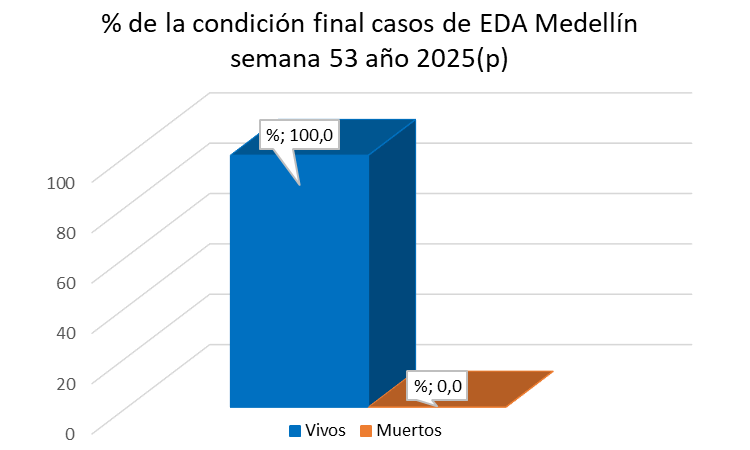 % de la condición final casos de EDA Medellín
semana 53 año 2025(p)
%; 100,0
100
80
60
40
20
0
%; 0,0
Vivos
Muertos